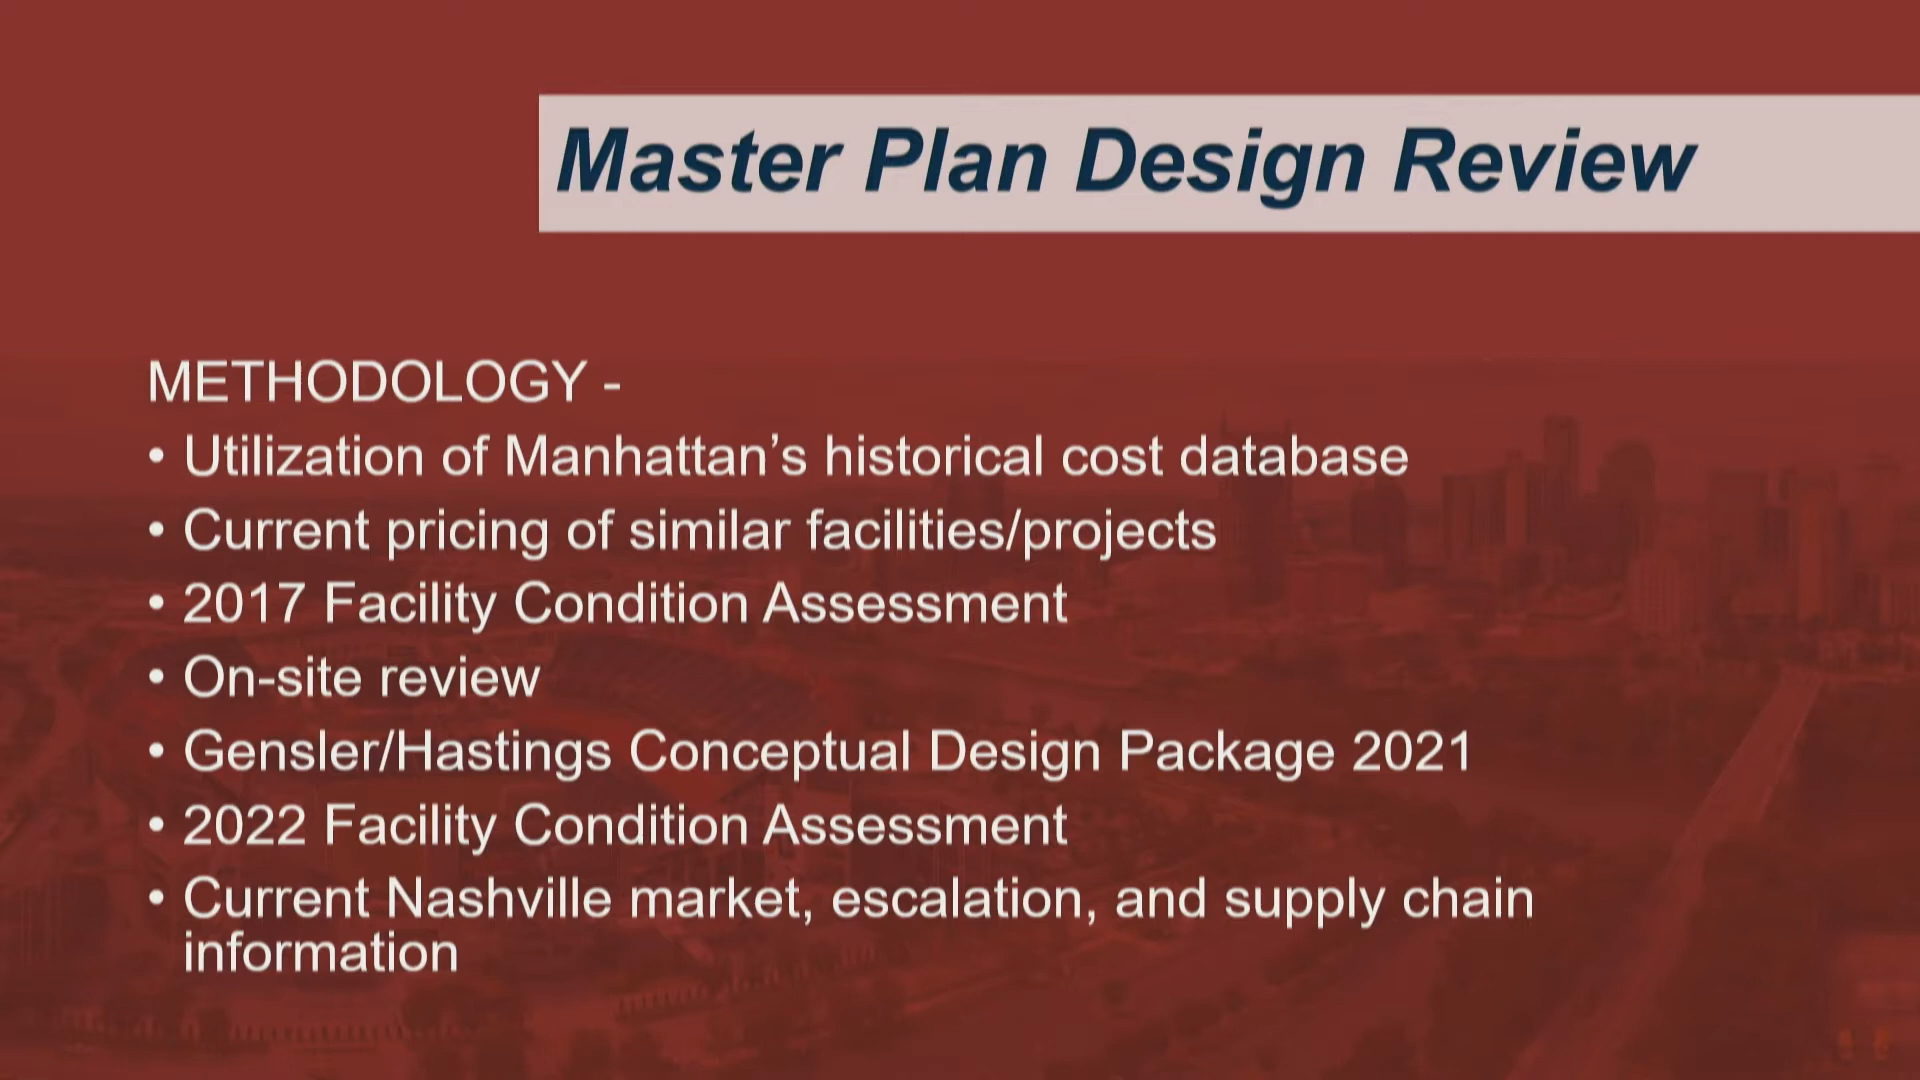 Master Plan Design Review
METHODOLOGY -
• Utilization of Manhattan’s historical cost database
• Current pricing of similar facilities/projects
• 2017 Facility Condition Assessment
• On-site review
• Gensler/Hastings Conceptual Design Package 2021
• 2022 Facility Condition Assessment
• Current Nashville market, escalation, and supply chain
information